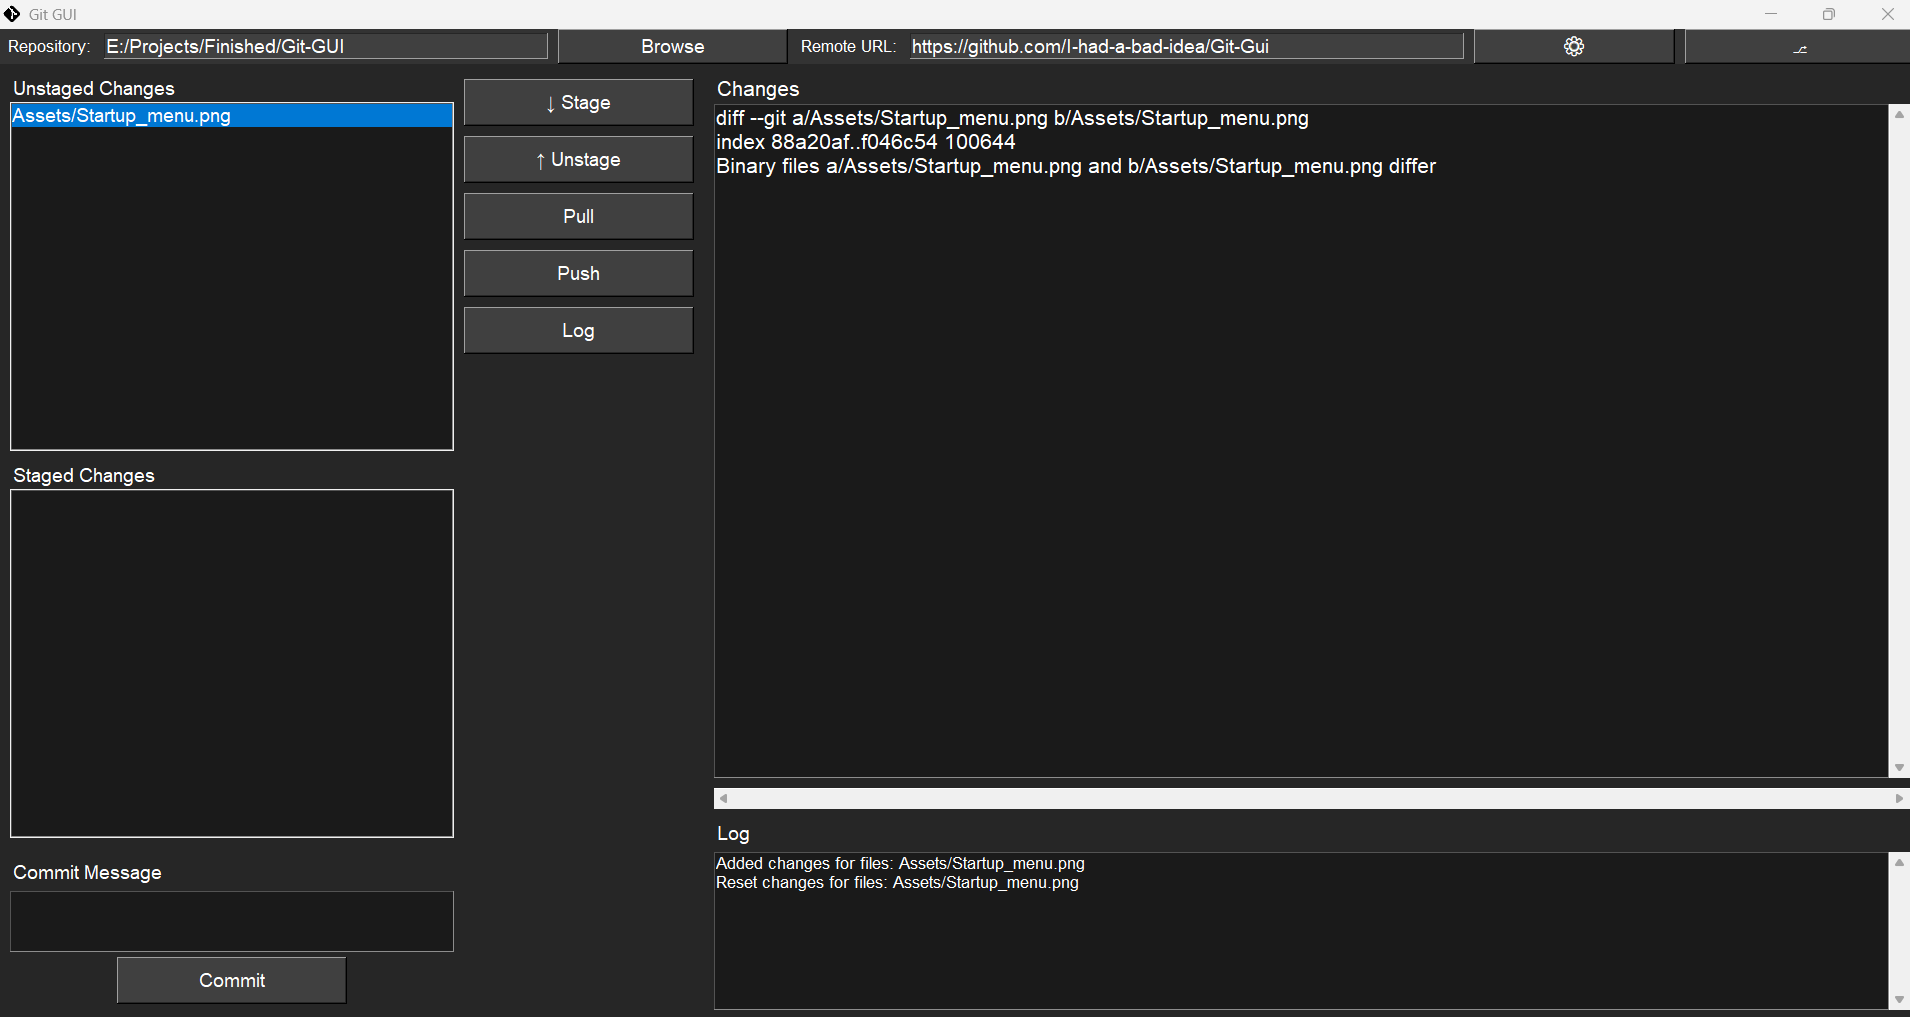 Git GUI
Repository: E:/Projects/Finished/Git-GUI Browse Remote URL: https://github.com/I-had-a-bad-idea/Git-Gui
Unstaged Changes
Assets/Startup_menu.png
↓ Stage
↑ Unstage
Pull
Push
Log
Changes
diff --git a/Assets/Startup_menu.png b/Assets/Startup_menu.png
index 88a20af..f046c54 100644
Binary files a/Assets/Startup_menu.png and b/Assets/Startup_menu.png differ
Staged Changes
Commit Message
Commit
Log
Added changes for files: Assets/Startup_menu.png
Reset changes for files: Assets/Startup_menu.png